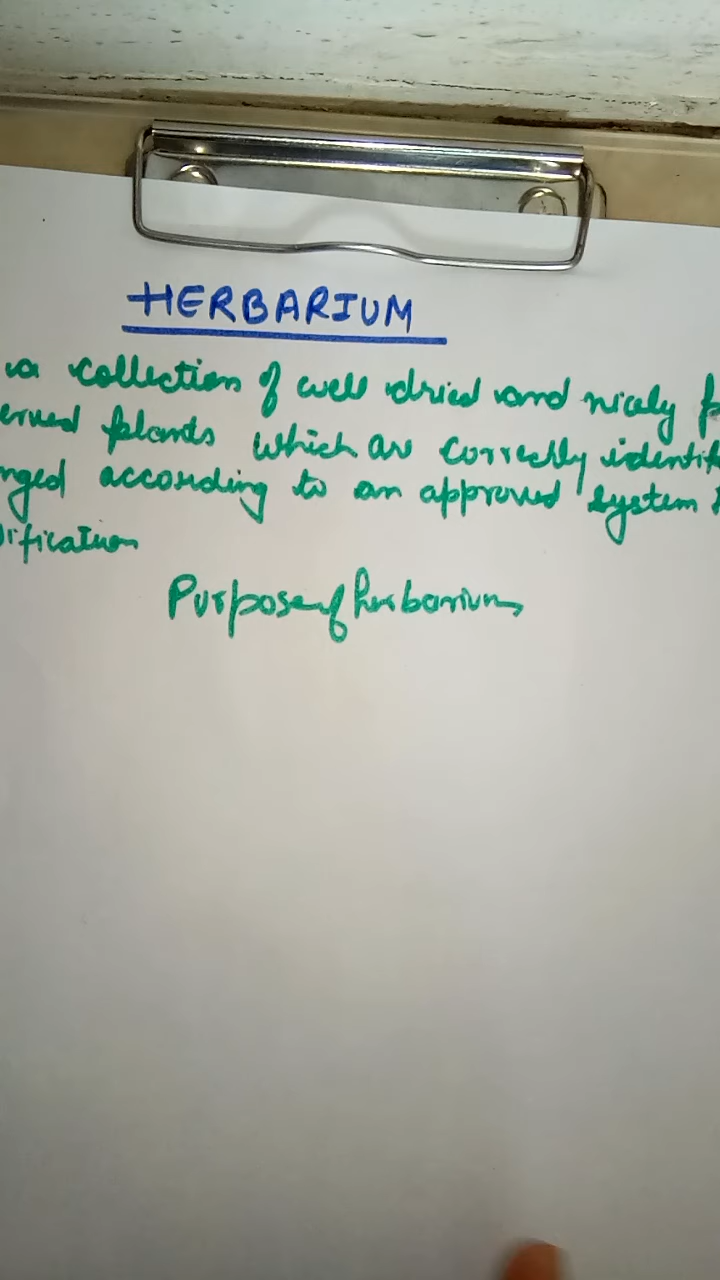 HERBARIUM
a collection of well dried and nicely
erved plants which are correctly identif
nged according to an approved system
ification
Purpose of herbarium